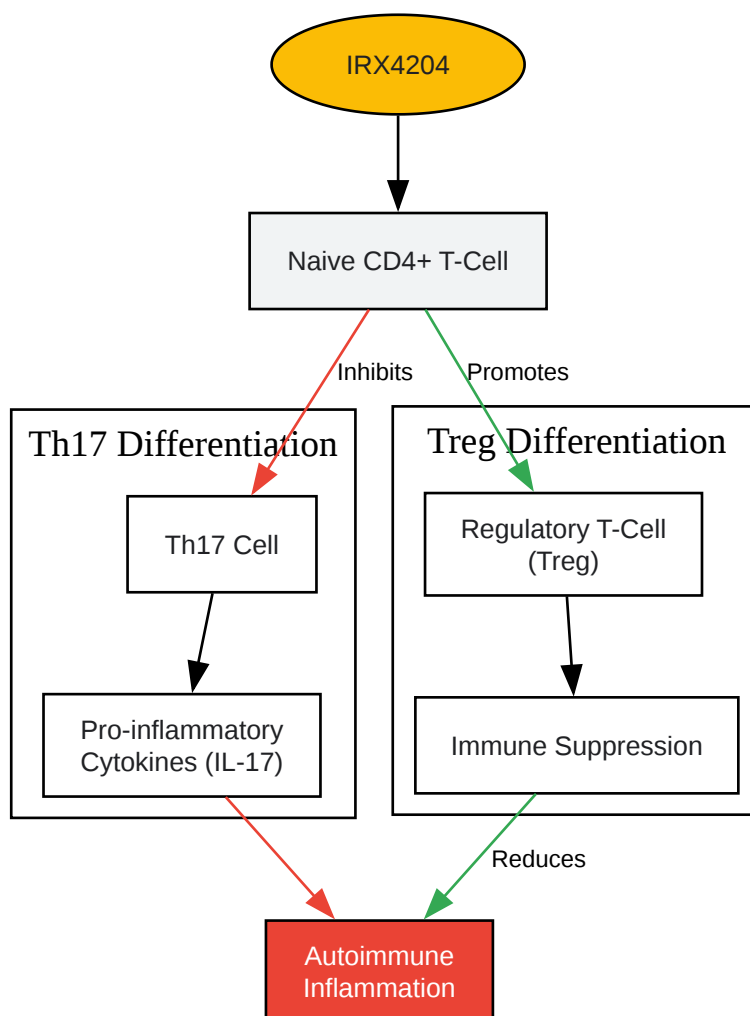 IRX4204
Naive CD4+ T-Cell
Inhibits
Promotes
Th17 Differentiation
Treg Differentiation
Th17 Cell
Regulatory T-Cell
(Treg)
Pro-inflammatory
Cytokines (IL-17)
Immune Suppression
Reduces
Autoimmune
Inflammation